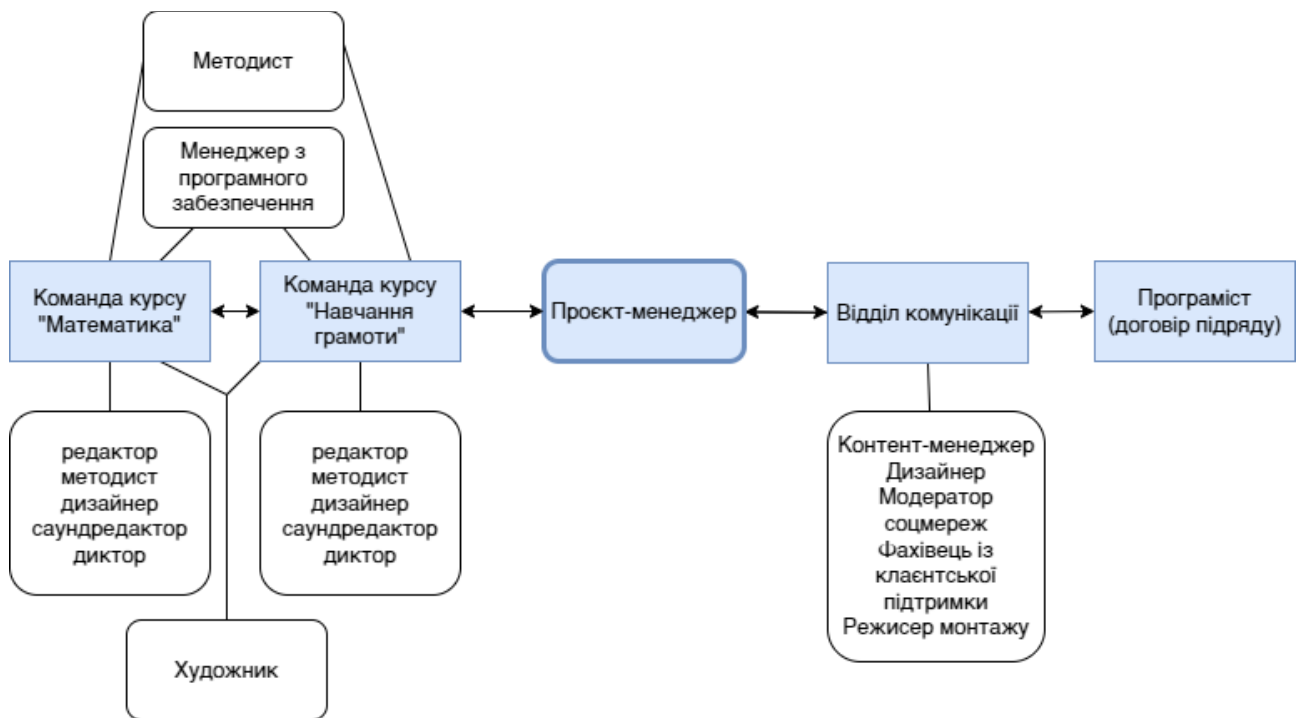 Методист
Менеджер з
програмного
забезпечення
Команда курсу
"Математика"
Команда курсу
"Навчання
грамоти"
Проєкт-менеджер
Відділ комунікації
Програміст
(договір підряду)
редактор
методист
дизайнер
саундредактор
диктор
редактор
методист
дизайнер
саундредактор
диктор
Контент-менеджер
Дизайнер
Модератор
соцмереж
Фахівець із
клаєнтської
підтримки
Режисер монтажу
Художник